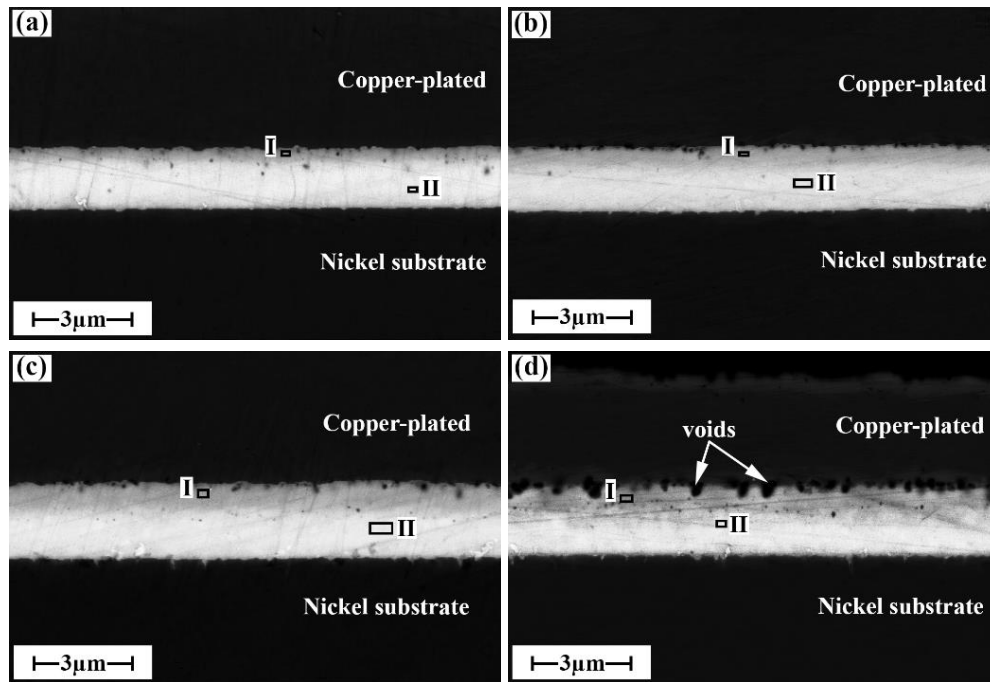 (a)
Copper-plated
I
II
Nickel substrate
3µm
(b)
Copper-plated
I
II
Nickel substrate
3µm
(c)
Copper-plated
I
II
Nickel substrate
3µm
(d)
Copper-plated
voids
I
II
Nickel substrate
3µm